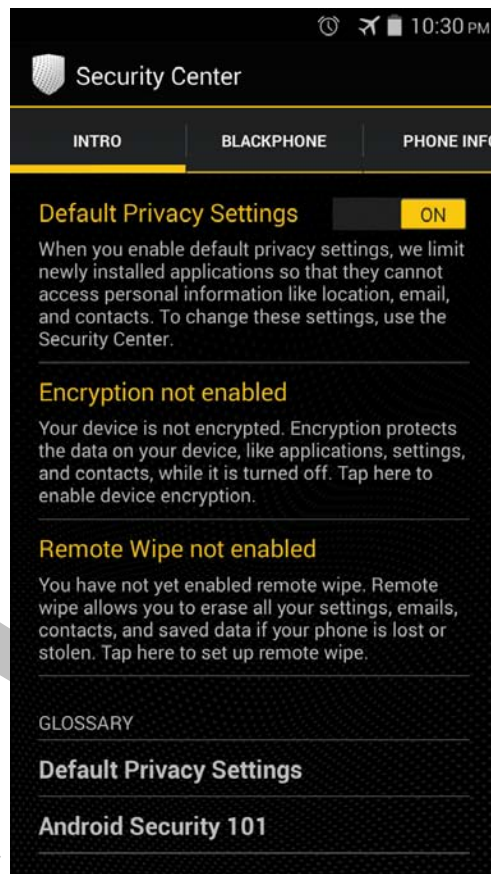 10:30 PM
Security Center
INTRO BLACKPHONE PHONE INFO
Default Privacy Settings ON
When you enable default privacy settings, we limit
newly installed applications so that they cannot
access personal information like location, email,
and contacts. To change these settings, use the
Security Center.
Encryption not enabled
Your device is not encrypted. Encryption protects
the data on your device, like applications, settings,
and contacts, while it is turned off. Tap here to
enable device encryption.
Remote Wipe not enabled
You have not yet enabled remote wipe. Remote
wipe allows you to erase all your settings, emails,
contacts, and saved data if your phone is lost or
stolen. Tap here to set up remote wipe.
GLOSSARY
Default Privacy Settings
Android Security 101